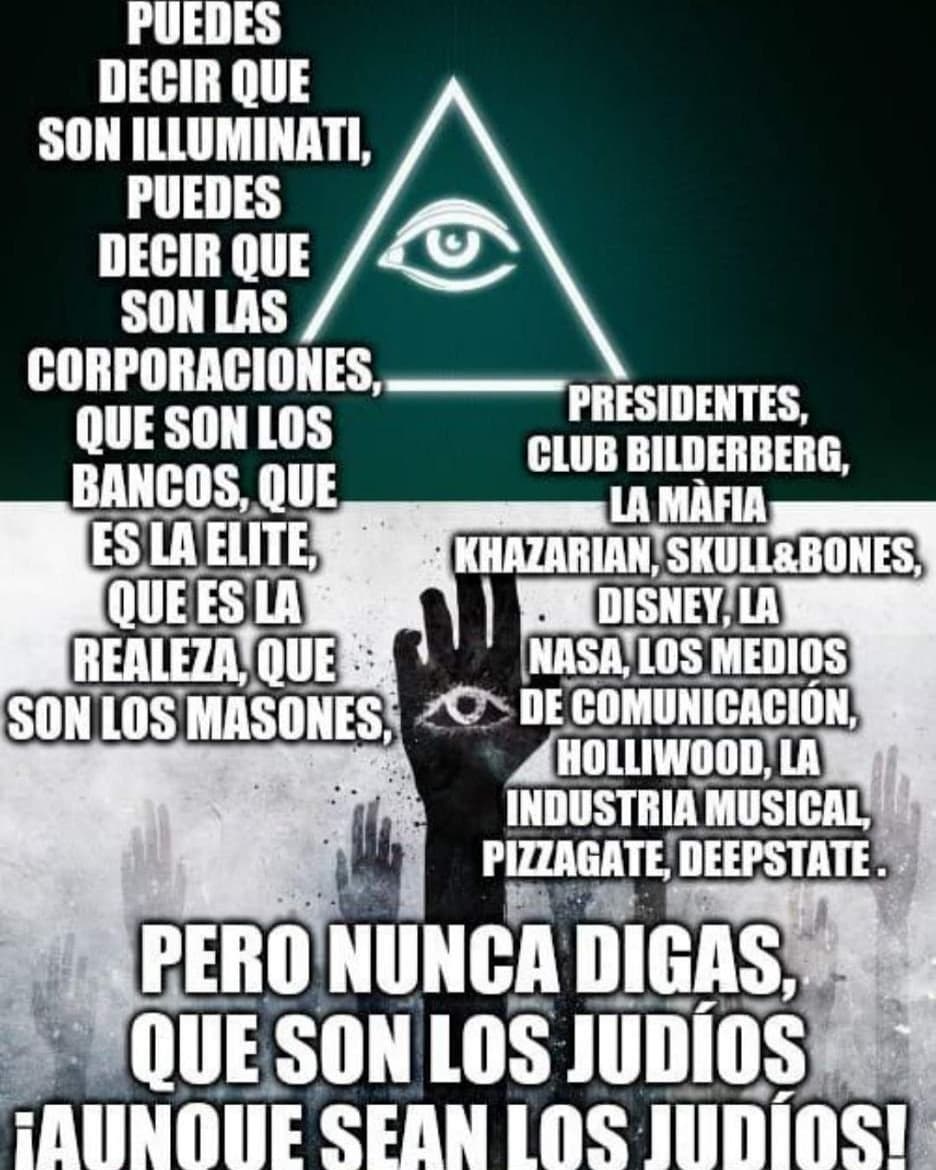 PUEDES
DECIR QUE
SON ILLUMINATI,
PUEDES
DECIR QUE
SON LAS
CORPORACIONES,
QUE SON LOS
BANCOS, QUE
ES LA ELITE,
QUE ES LA
REALEZA, QUE
SON LOS MASONES,
PRESIDENTES,
CLUB BILDERBERG,
LA MÀFIA
KHAZARIAN, SKULL&BONES,
DISNEY, LA
NASA, LOS MEDIOS
DE COMUNICACIÓN,
HOLLIWOOD, LA
INDUSTRIA MUSICAL,
PIZZAGATE, DEEPSTATE.
PERO NUNCA DIGAS,
QUE SON LOS JUDÍOS
¡AUNQUE SEAN LOS JUDÍOS!